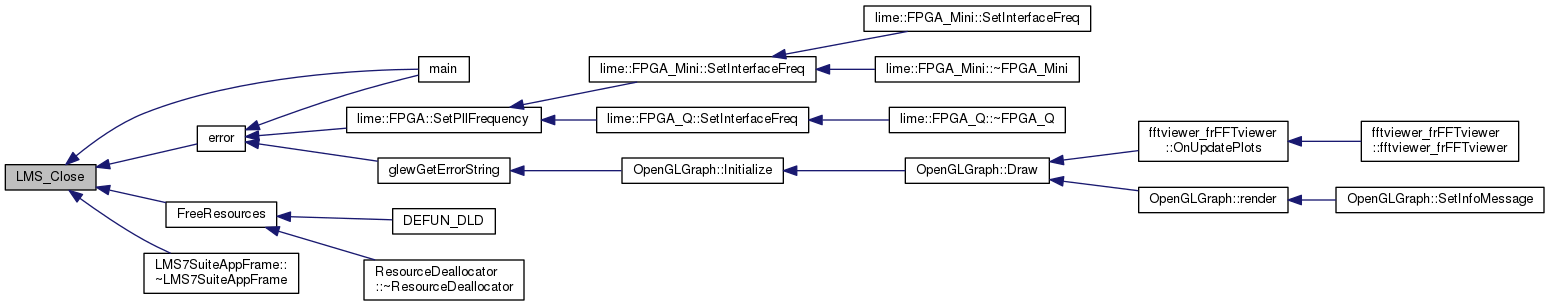 lime::FPGA_Mini::SetInterfaceFreq
main
lime::FPGA_Mini::SetInterfaceFreq
lime::FPGA_Mini::~FPGA_Mini
error
lime::FPGA::SetPllFrequency
lime::FPGA_Q::SetInterfaceFreq
lime::FPGA_Q::~FPGA_Q
fftviewer_frFFTviewer
::OnUpdatePlots
fftviewer_frFFTviewer
::fftviewer_frFFTviewer
LMS_Close
glewGetErrorString
OpenGLGraph::Initialize
OpenGLGraph::Draw
OpenGLGraph::render
OpenGLGraph::SetInfoMessage
FreeResources
DEFUN_DLD
LMS7SuiteAppFrame::
~LMS7SuiteAppFrame
ResourceDeallocator
::~ResourceDeallocator